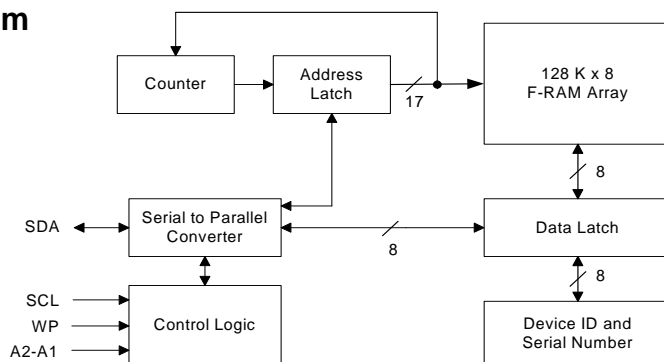 m
Counter
Address
Latch
17
128 K x 8
F-RAM Array
8
SDA
Serial to Parallel
Converter
8
Data Latch
8
SCL
WP
A2-A1
Control Logic
Device ID and
Serial Number